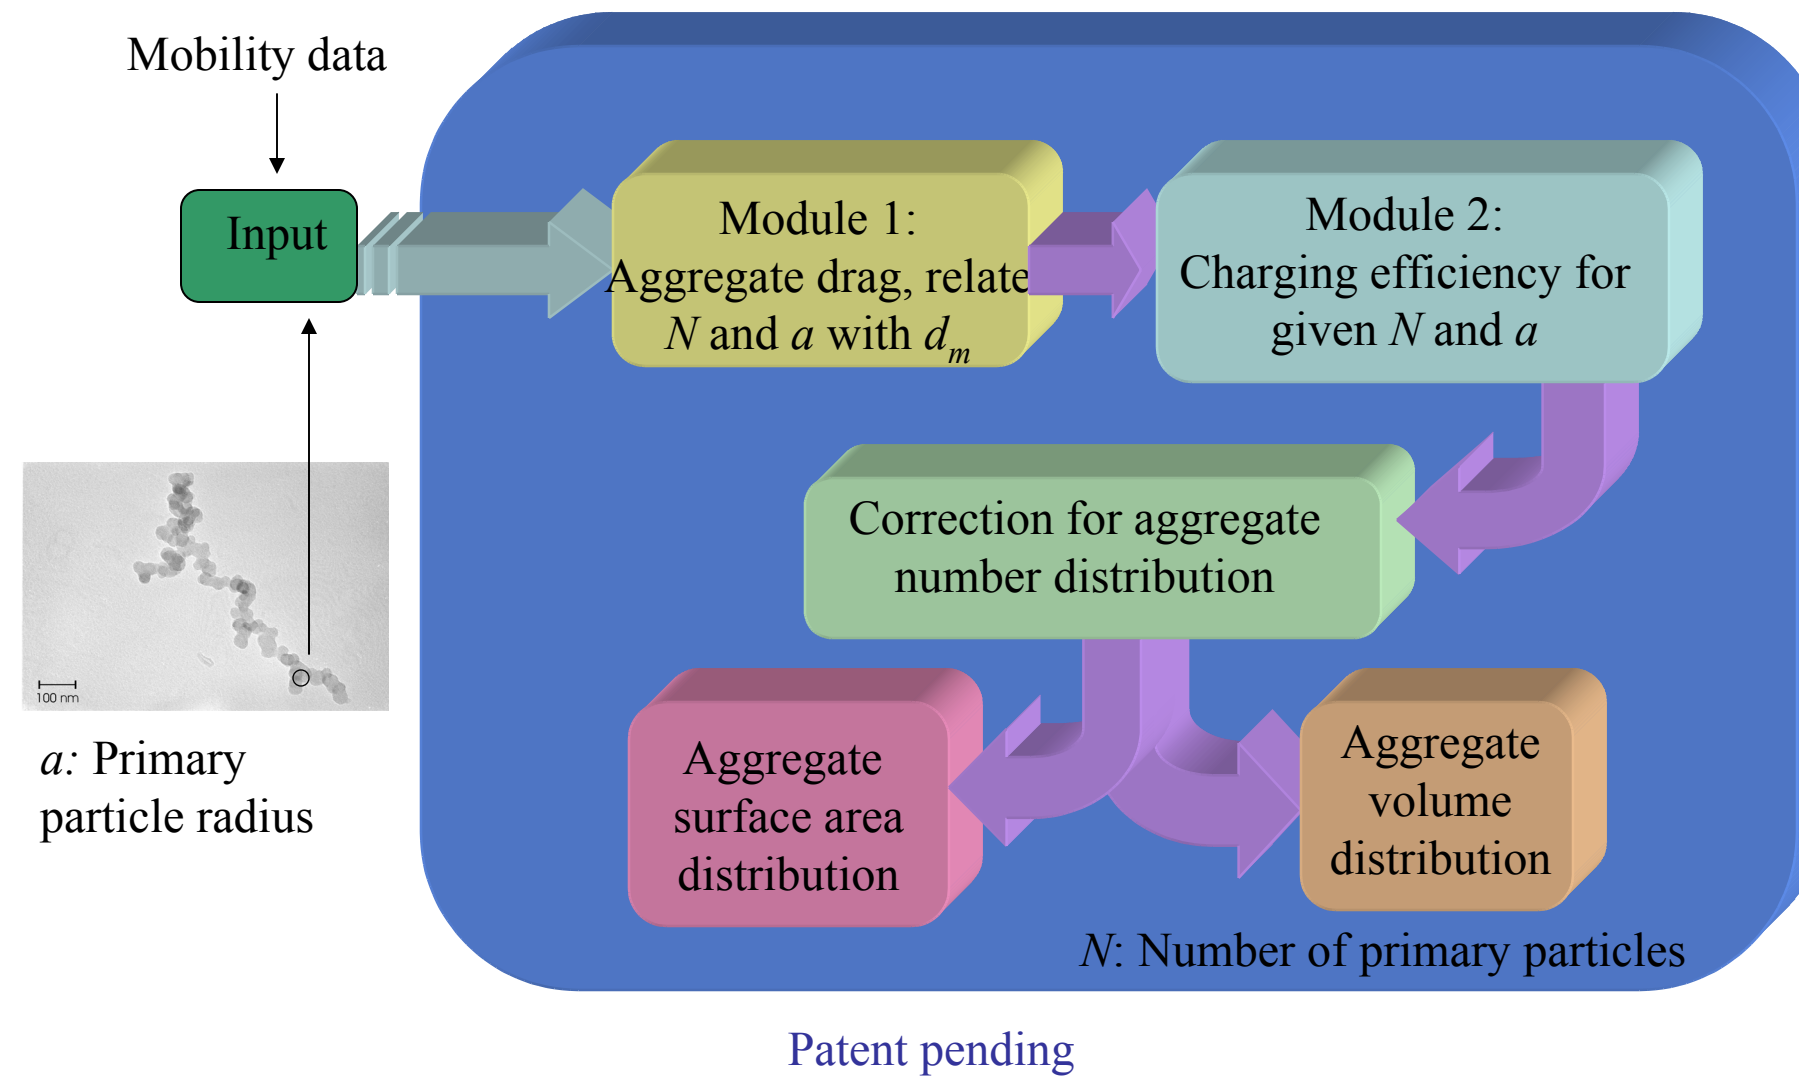 Mobility data
Input
Module 1:
Aggregate drag, relate
N and a with dm
Module 2:
Charging efficiency for
given N and a
Correction for aggregate
number distribution
100 nm
a: Primary
particle radius
Aggregate
surface area
distribution
Aggregate
volume
distribution
N: Number of primary particles
Patent pending